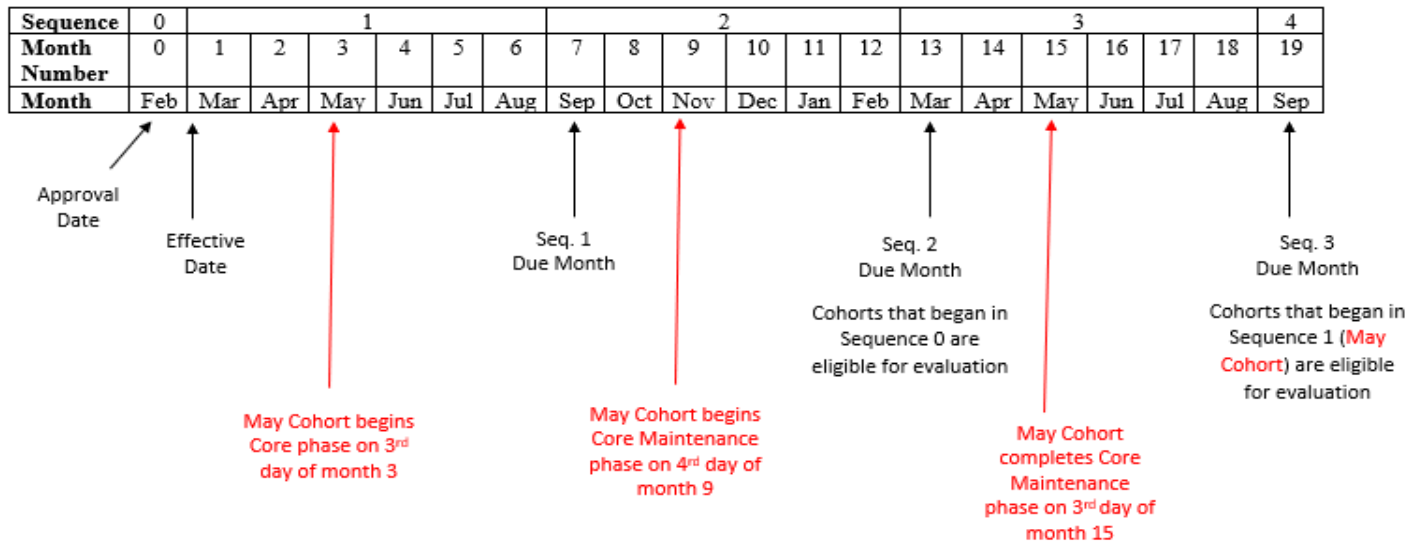 Sequence 0 1 2 3 4
Month Number 0 1 2 3 4 5 6 7 8 9 10 11 12 13 14 15 16 17 18 19
Month Feb Mar Apr May Jun Jul Aug Sep Oct Nov Dec Jan Feb Mar Apr May Jun Jul Aug Sep
Approval
Date
Effective
Date
May Cohort begins
Core phase on 3rd
day of month 3
Seq. 1
Due Month
May Cohort begins
Core Maintenance
phase on 4rd day of
month 9
Seq. 2
Due Month
Cohorts that began in
Sequence 0 are
eligible for evaluation
May Cohort
completes Core
Maintenance
phase on 3rd day of
month 15
Seq. 3
Due Month
Cohorts that began in
Sequence 1 (May
Cohort) are eligible
for evaluation